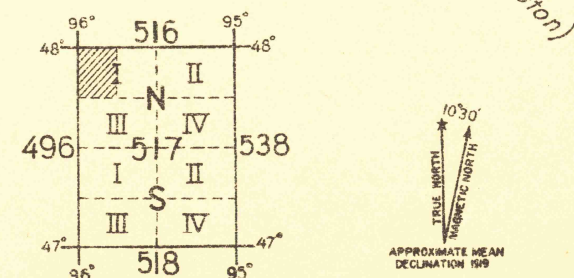 ston)
96° 95°
516
48° 48°
I II
N
III IV
496 517 538
I II
S
III IV
47° 47°
96° 95°
518
10°30'
TRUE NORTH
MAGNETIC NORTH
APPROXIMATE MEAN
DECLINATION 1919